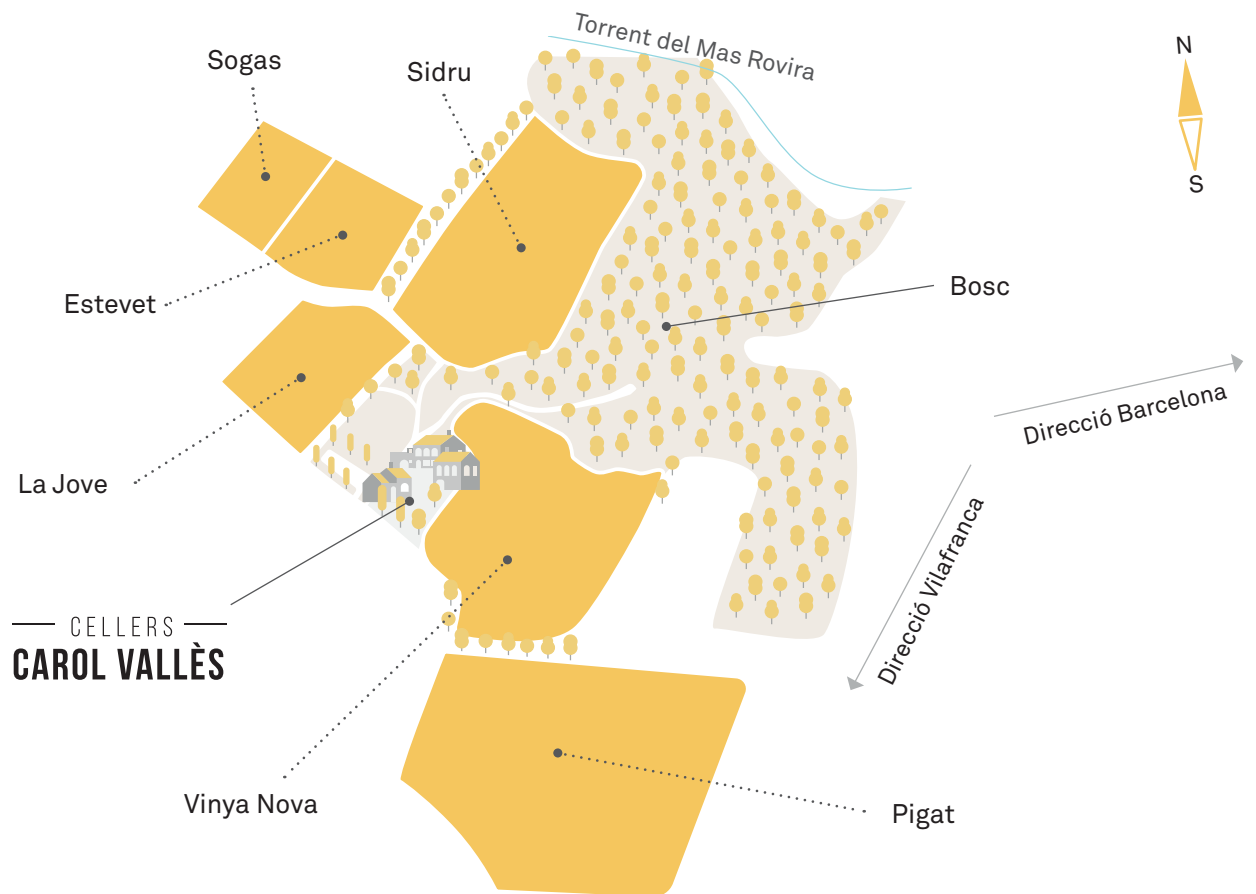 Torrent del Mas Rovira
N
S
Sogas
Sidru
Estevet
Bosc
Direcció Barcelona
La Jove
Direcció Vilafranca
CELLERS
CAROL VALLÈS
Vinya Nova
Pigat